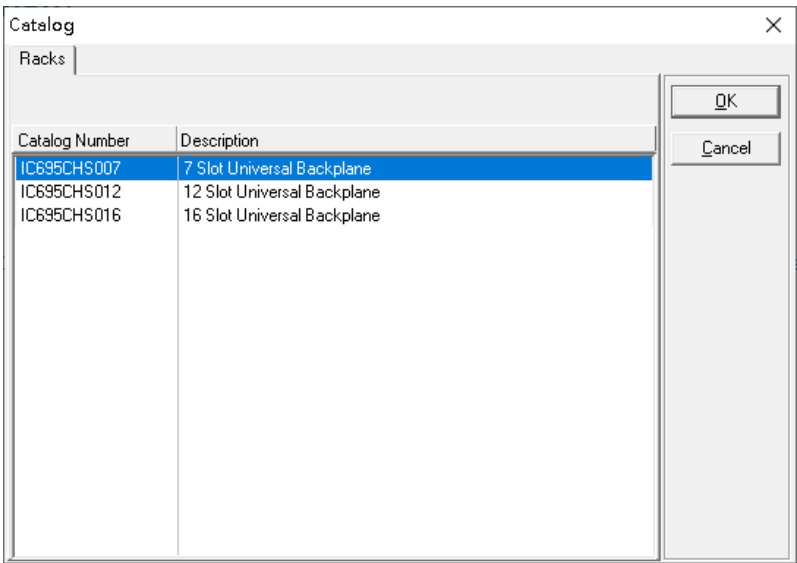 Catalog
Racks
OK
Cancel
Catalog Number Description
IC695CHS007 7 Slot Universal Backplane
IC695CHS012 12 Slot Universal Backplane
IC695CHS016 16 Slot Universal Backplane